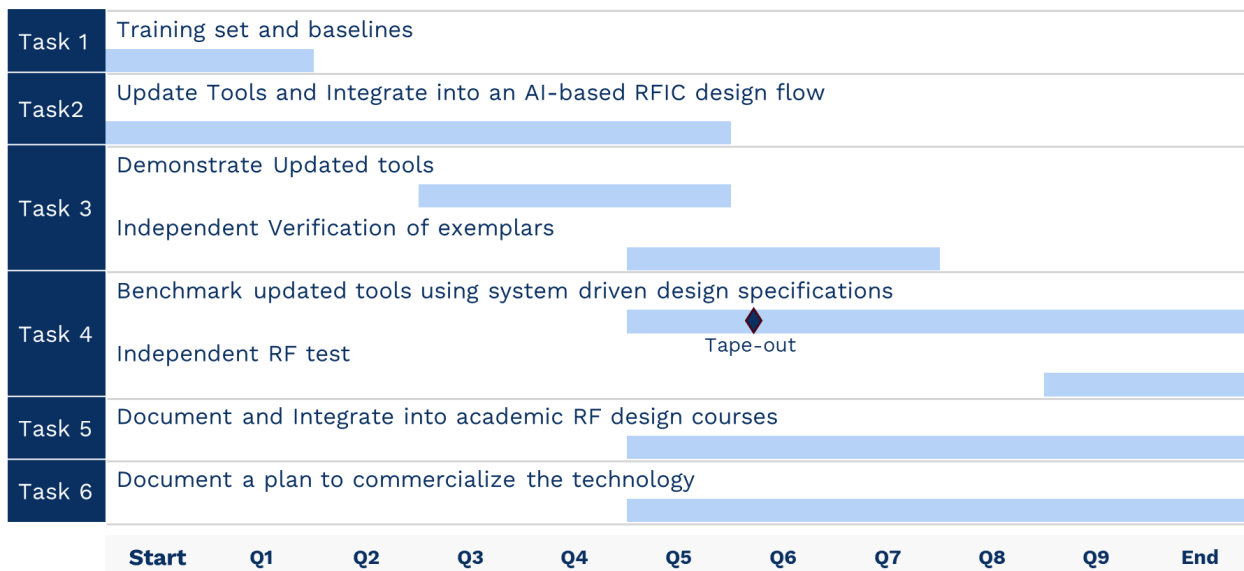 Task 1
Training set and baselines
Task2
Update Tools and Integrate into an AI-based RFIC design flow
Task 3
Demonstrate Updated tools
Independent Verification of exemplars
Task 4
Benchmark updated tools using system driven design specifications
Tape-out
Independent RF test
Task 5
Document and Integrate into academic RF design courses
Task 6
Document a plan to commercialize the technology
Start Q1 Q2 Q3 Q4 Q5 Q6 Q7 Q8 Q9 End